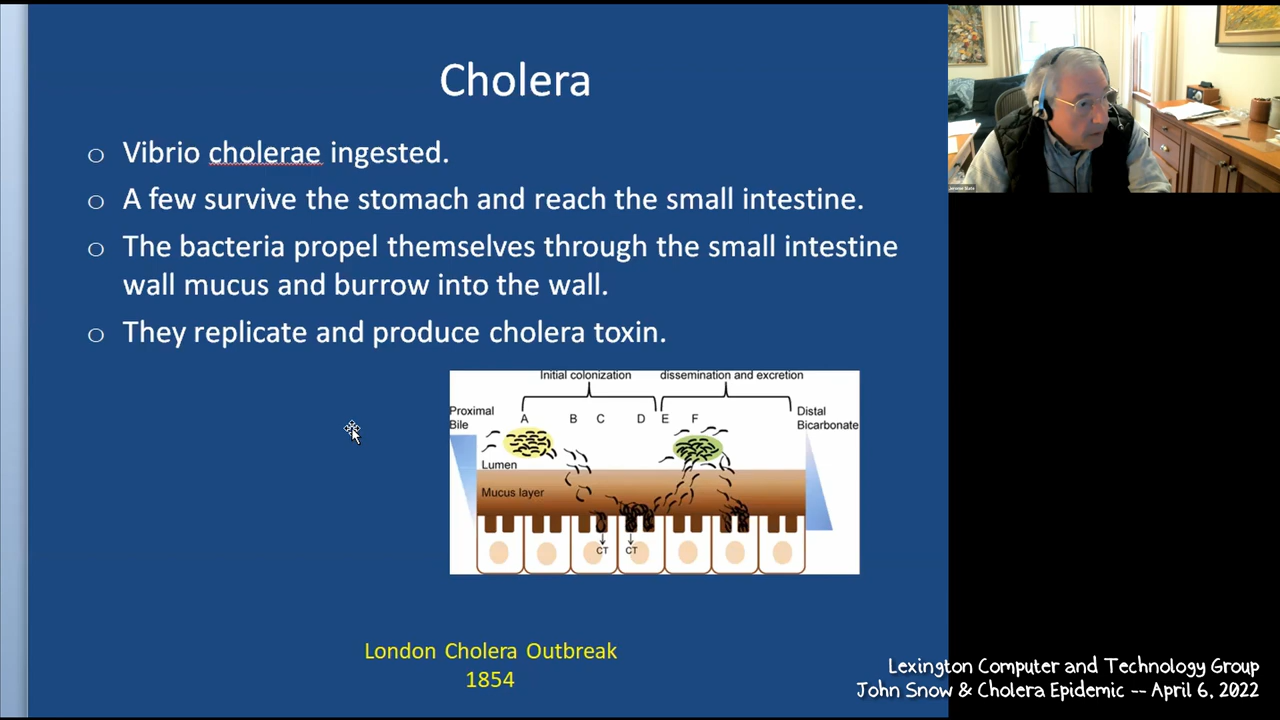 Cholera
o Vibrio cholerae ingested.
o A few survive the stomach and reach the small intestine.
o The bacteria propel themselves through the small intestine
wall mucus and burrow into the wall.
o They replicate and produce cholera toxin.
Initial colonization dissemination and excretion
Proximal
Bile
A B C D E F
Distal
Bicarbonate
Lumen
Mucus layer
CT CT
London Cholera Outbreak
1854
Lexington Computer and Technology Group
John Snow & Cholera Epidemic -- April 6, 2022